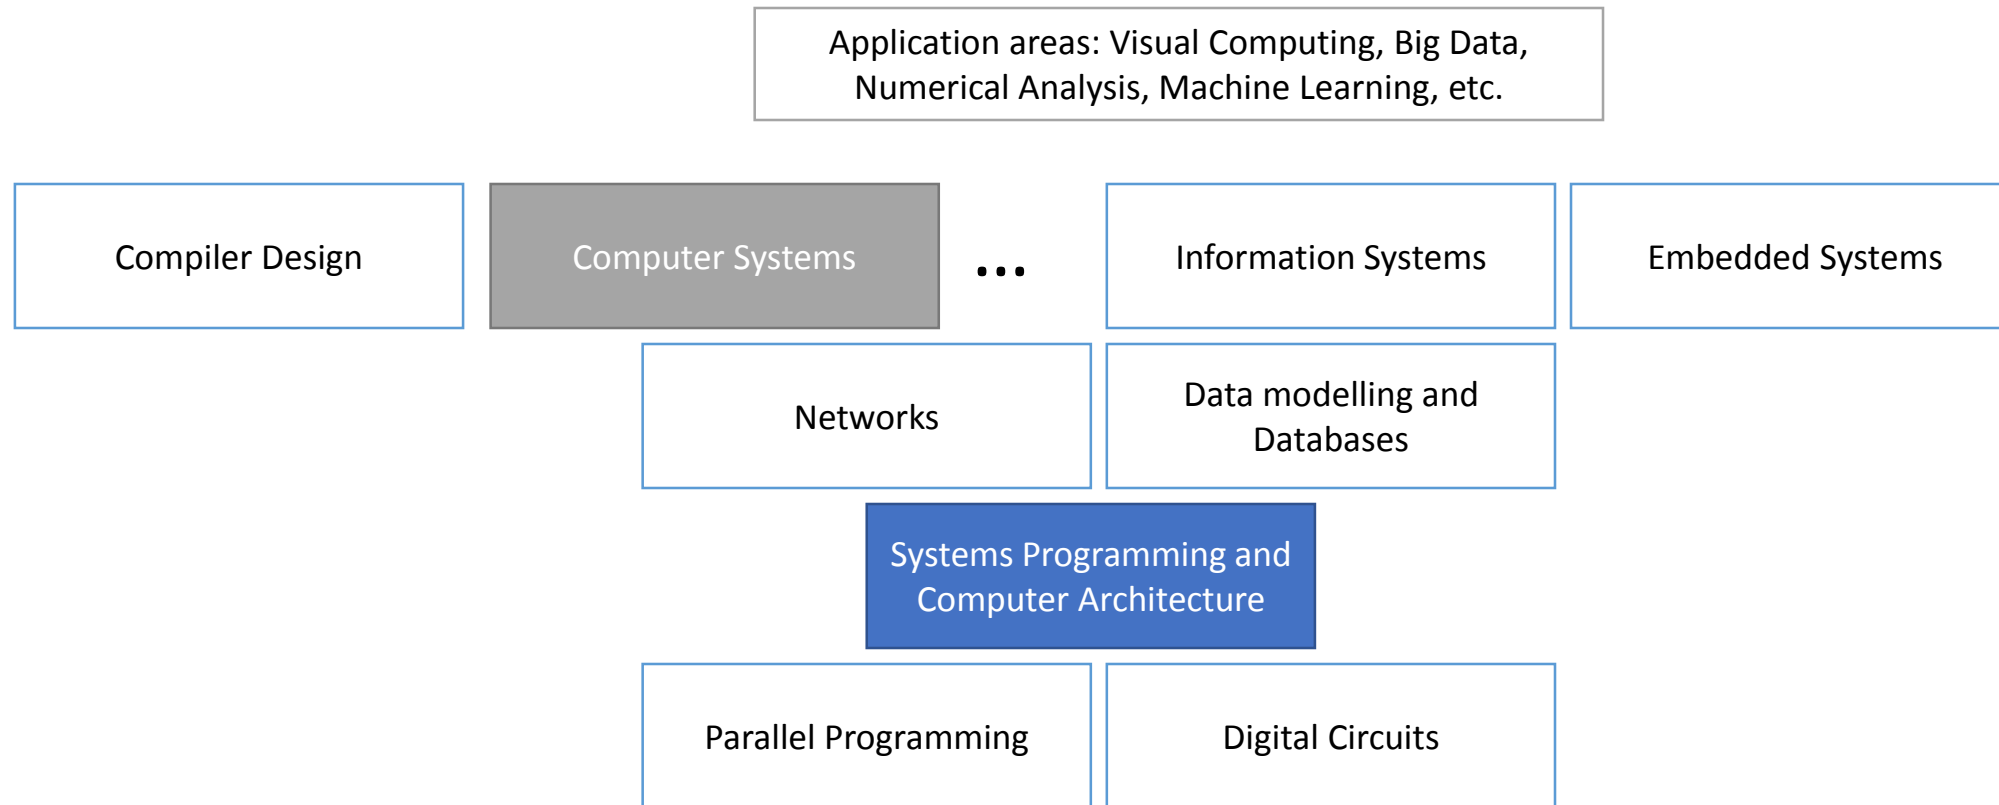 Application areas: Visual Computing, Big Data,
Numerical Analysis, Machine Learning, etc.
Compiler Design
Computer Systems
...
Information Systems
Embedded Systems
Networks
Data modelling and
Databases
Systems Programming and
Computer Architecture
Parallel Programming
Digital Circuits